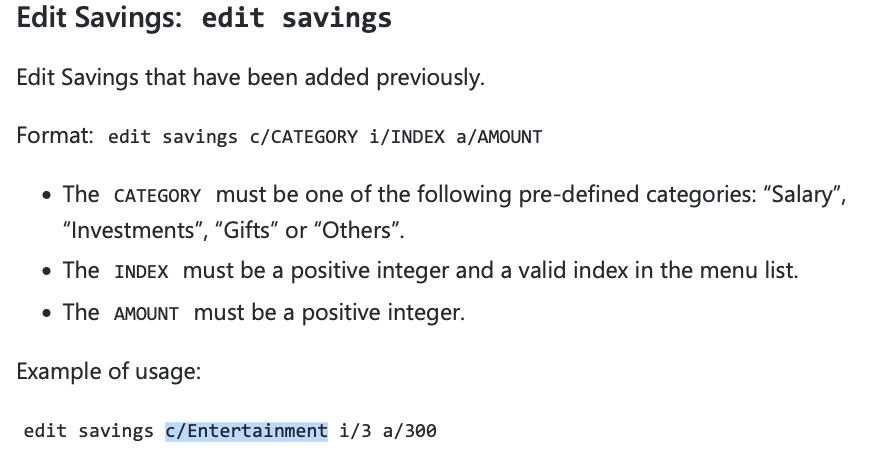 Edit Savings: edit savings
Edit Savings that have been added previously.
Format: edit savings c/CATEGORY i/INDEX a/AMOUNT
• The CATEGORY must be one of the following pre-defined categories: “Salary”,
“Investments”, “Gifts” or “Others”.
• The INDEX must be a positive integer and a valid index in the menu list.
• The AMOUNT must be a positive integer.
Example of usage:
edit savings c/Entertainment i/3 a/300